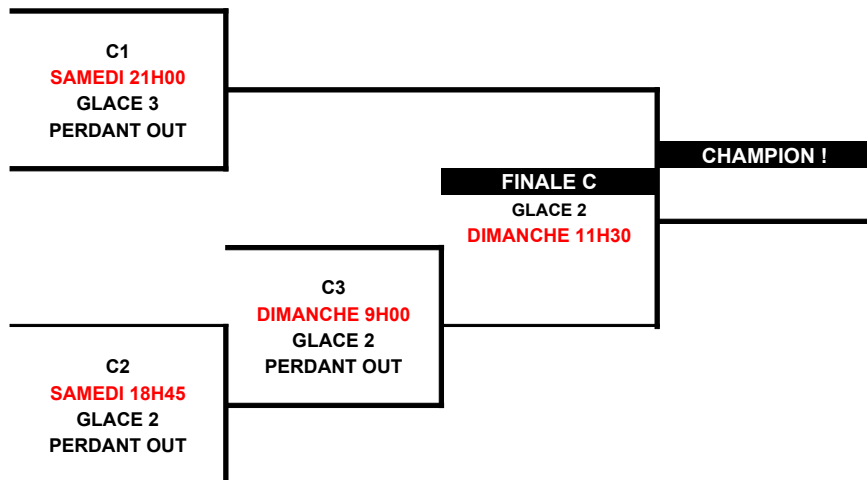 C1
SAMEDI 21H00
GLACE 3
PERDANT OUT
CHAMPION !
FINALE C
GLACE 2
DIMANCHE 11H30
C3
DIMANCHE 9H00
GLACE 2
PERDANT OUT
C2
SAMEDI 18H45
GLACE 2
PERDANT OUT